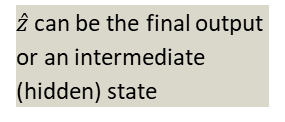 ẑ can be the final output
or an intermediate
(hidden) state